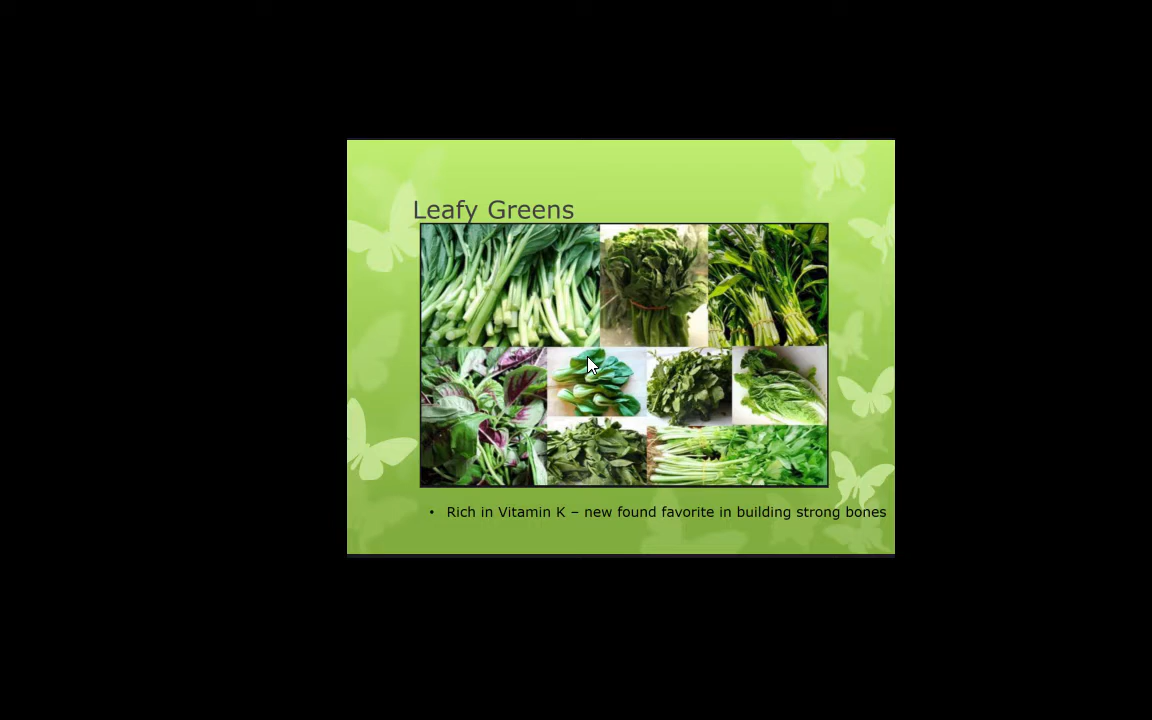 Leafy Greens
• Rich in Vitamin K – new found favorite in building strong bones